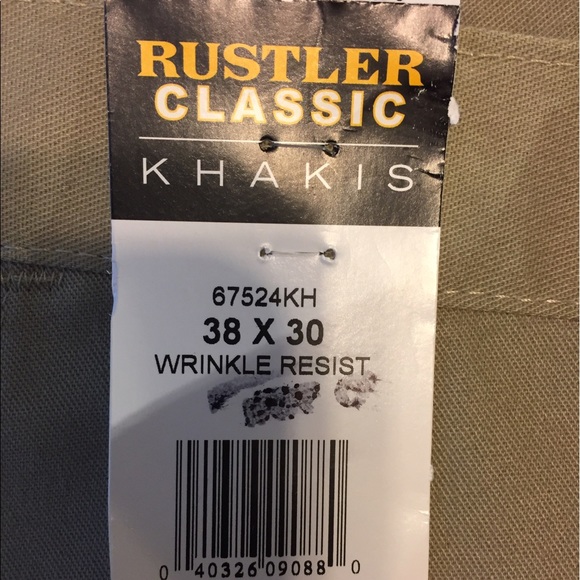 RUSTLER
CLASSIC
KHAKIS
67524KH
38 X 30
WRINKLE RESIST
0 40326 09088 0